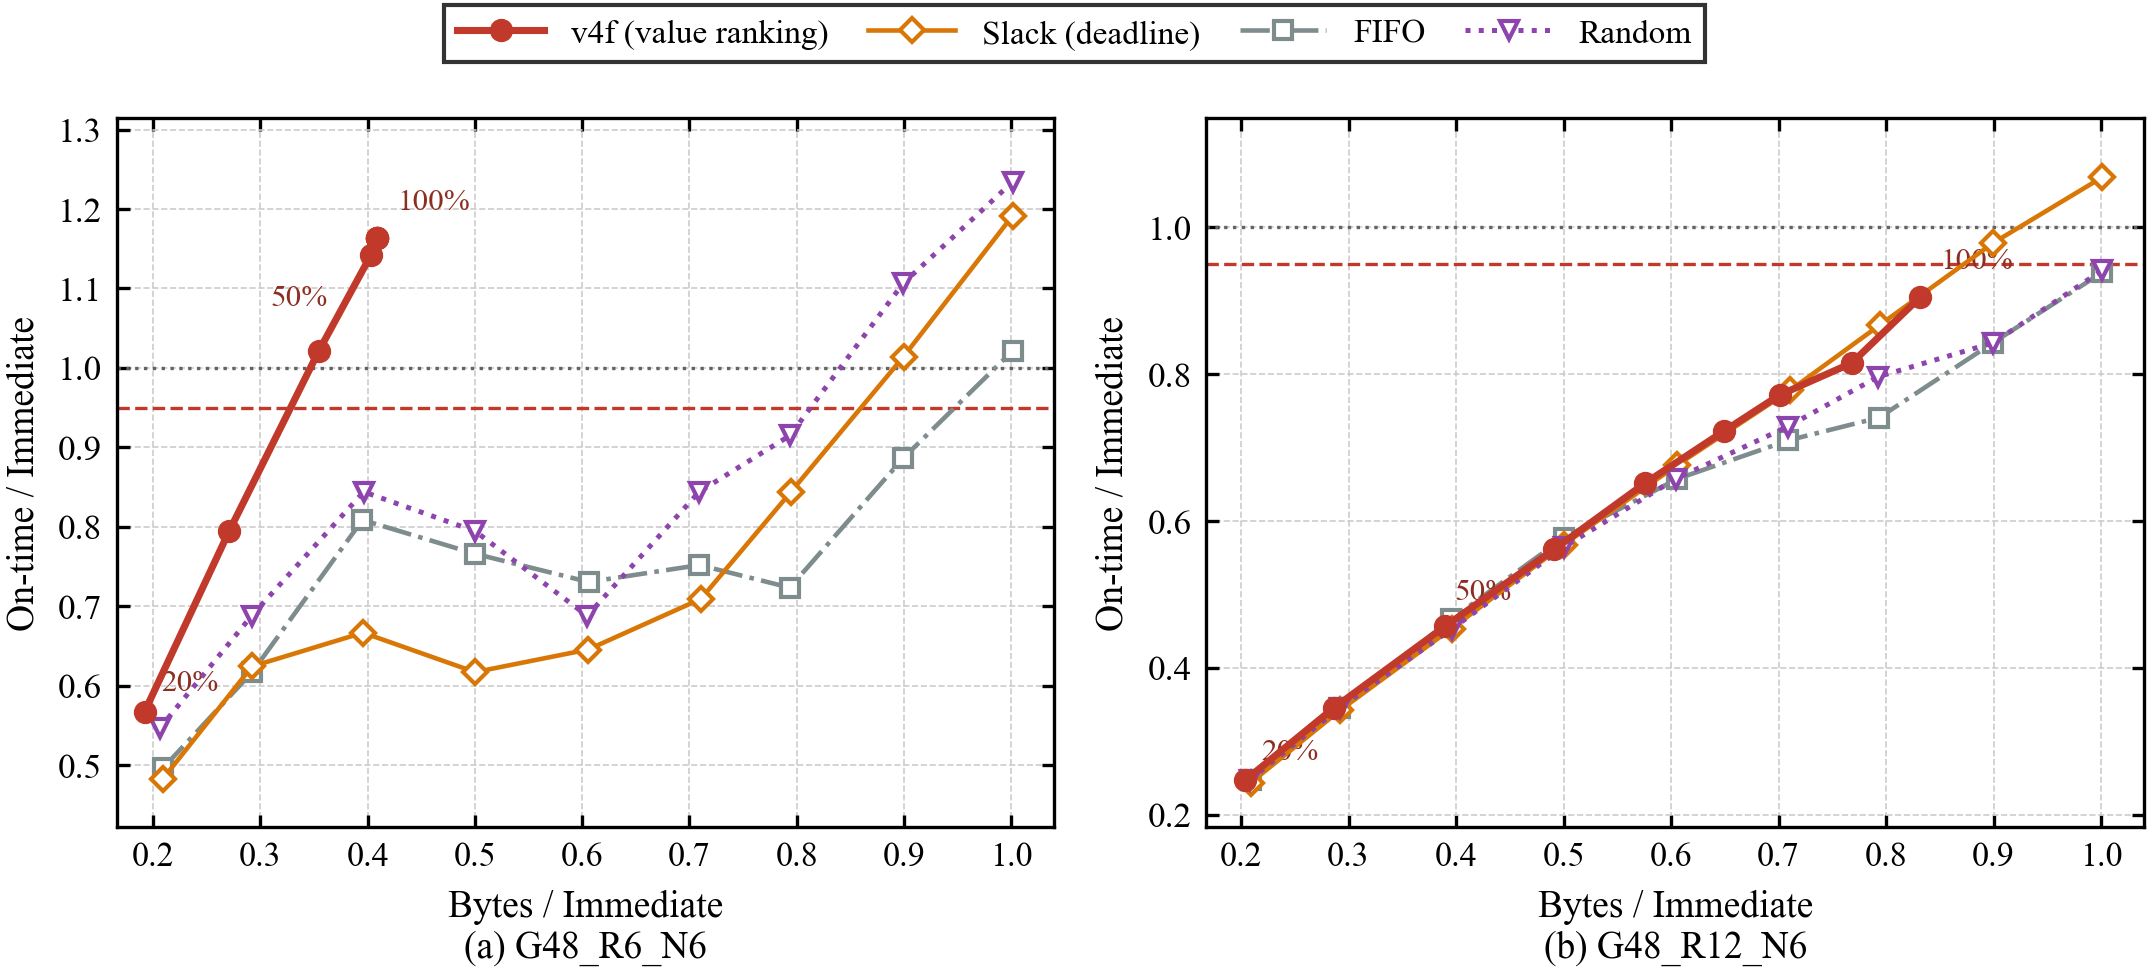 v4f (value ranking) Slack (deadline) FIFO Random
1.3
1.2
1.1
1.0
0.9
0.8
0.7
0.6
0.5
On-time / Immediate
100%
50%
20%
0.2 0.3 0.4 0.5 0.6 0.7 0.8 0.9 1.0
Bytes / Immediate
(a) G48_R6_N6
1.0
0.8
0.6
0.4
0.2
On-time / Immediate
100%
50%
20%
0.2 0.3 0.4 0.5 0.6 0.7 0.8 0.9 1.0
Bytes / Immediate
(b) G48_R12_N6